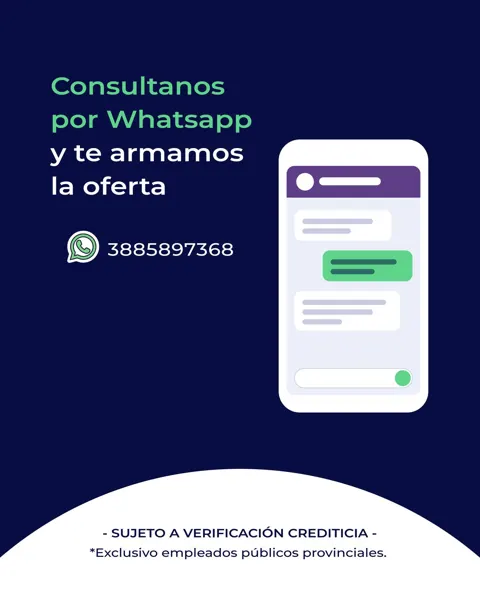 Consultanos
por Whatsapp
y te armamos
la oferta
3885897368
- SUJETO A VERIFICACIÓN CREDITICIA -
*Exclusivo empleados públicos provinciales.